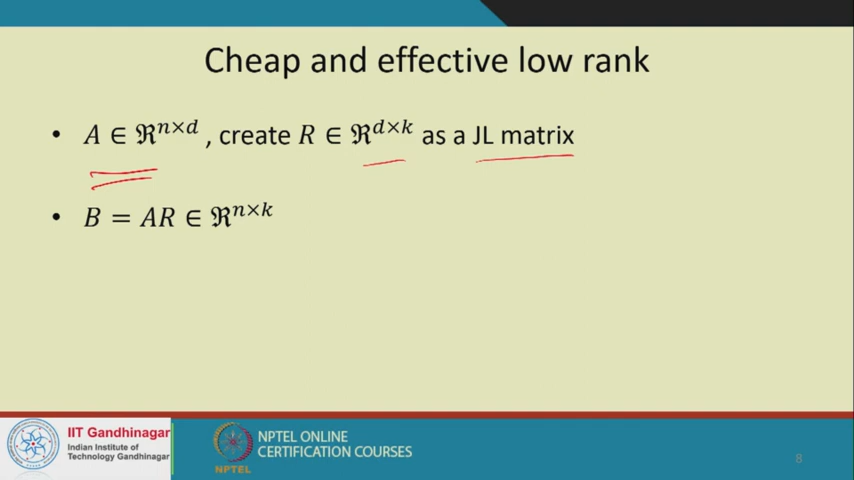 Cheap and effective low rank
• A ∈ ℜ^{n×d} , create R ∈ ℜ^{d×k} as a JL matrix
• B = AR ∈ ℜ^{n×k}
IIT Gandhinagar
Indian Institute of
Technology Gandhinagar
NPTEL
NPTEL ONLINE
CERTIFICATION COURSES
8